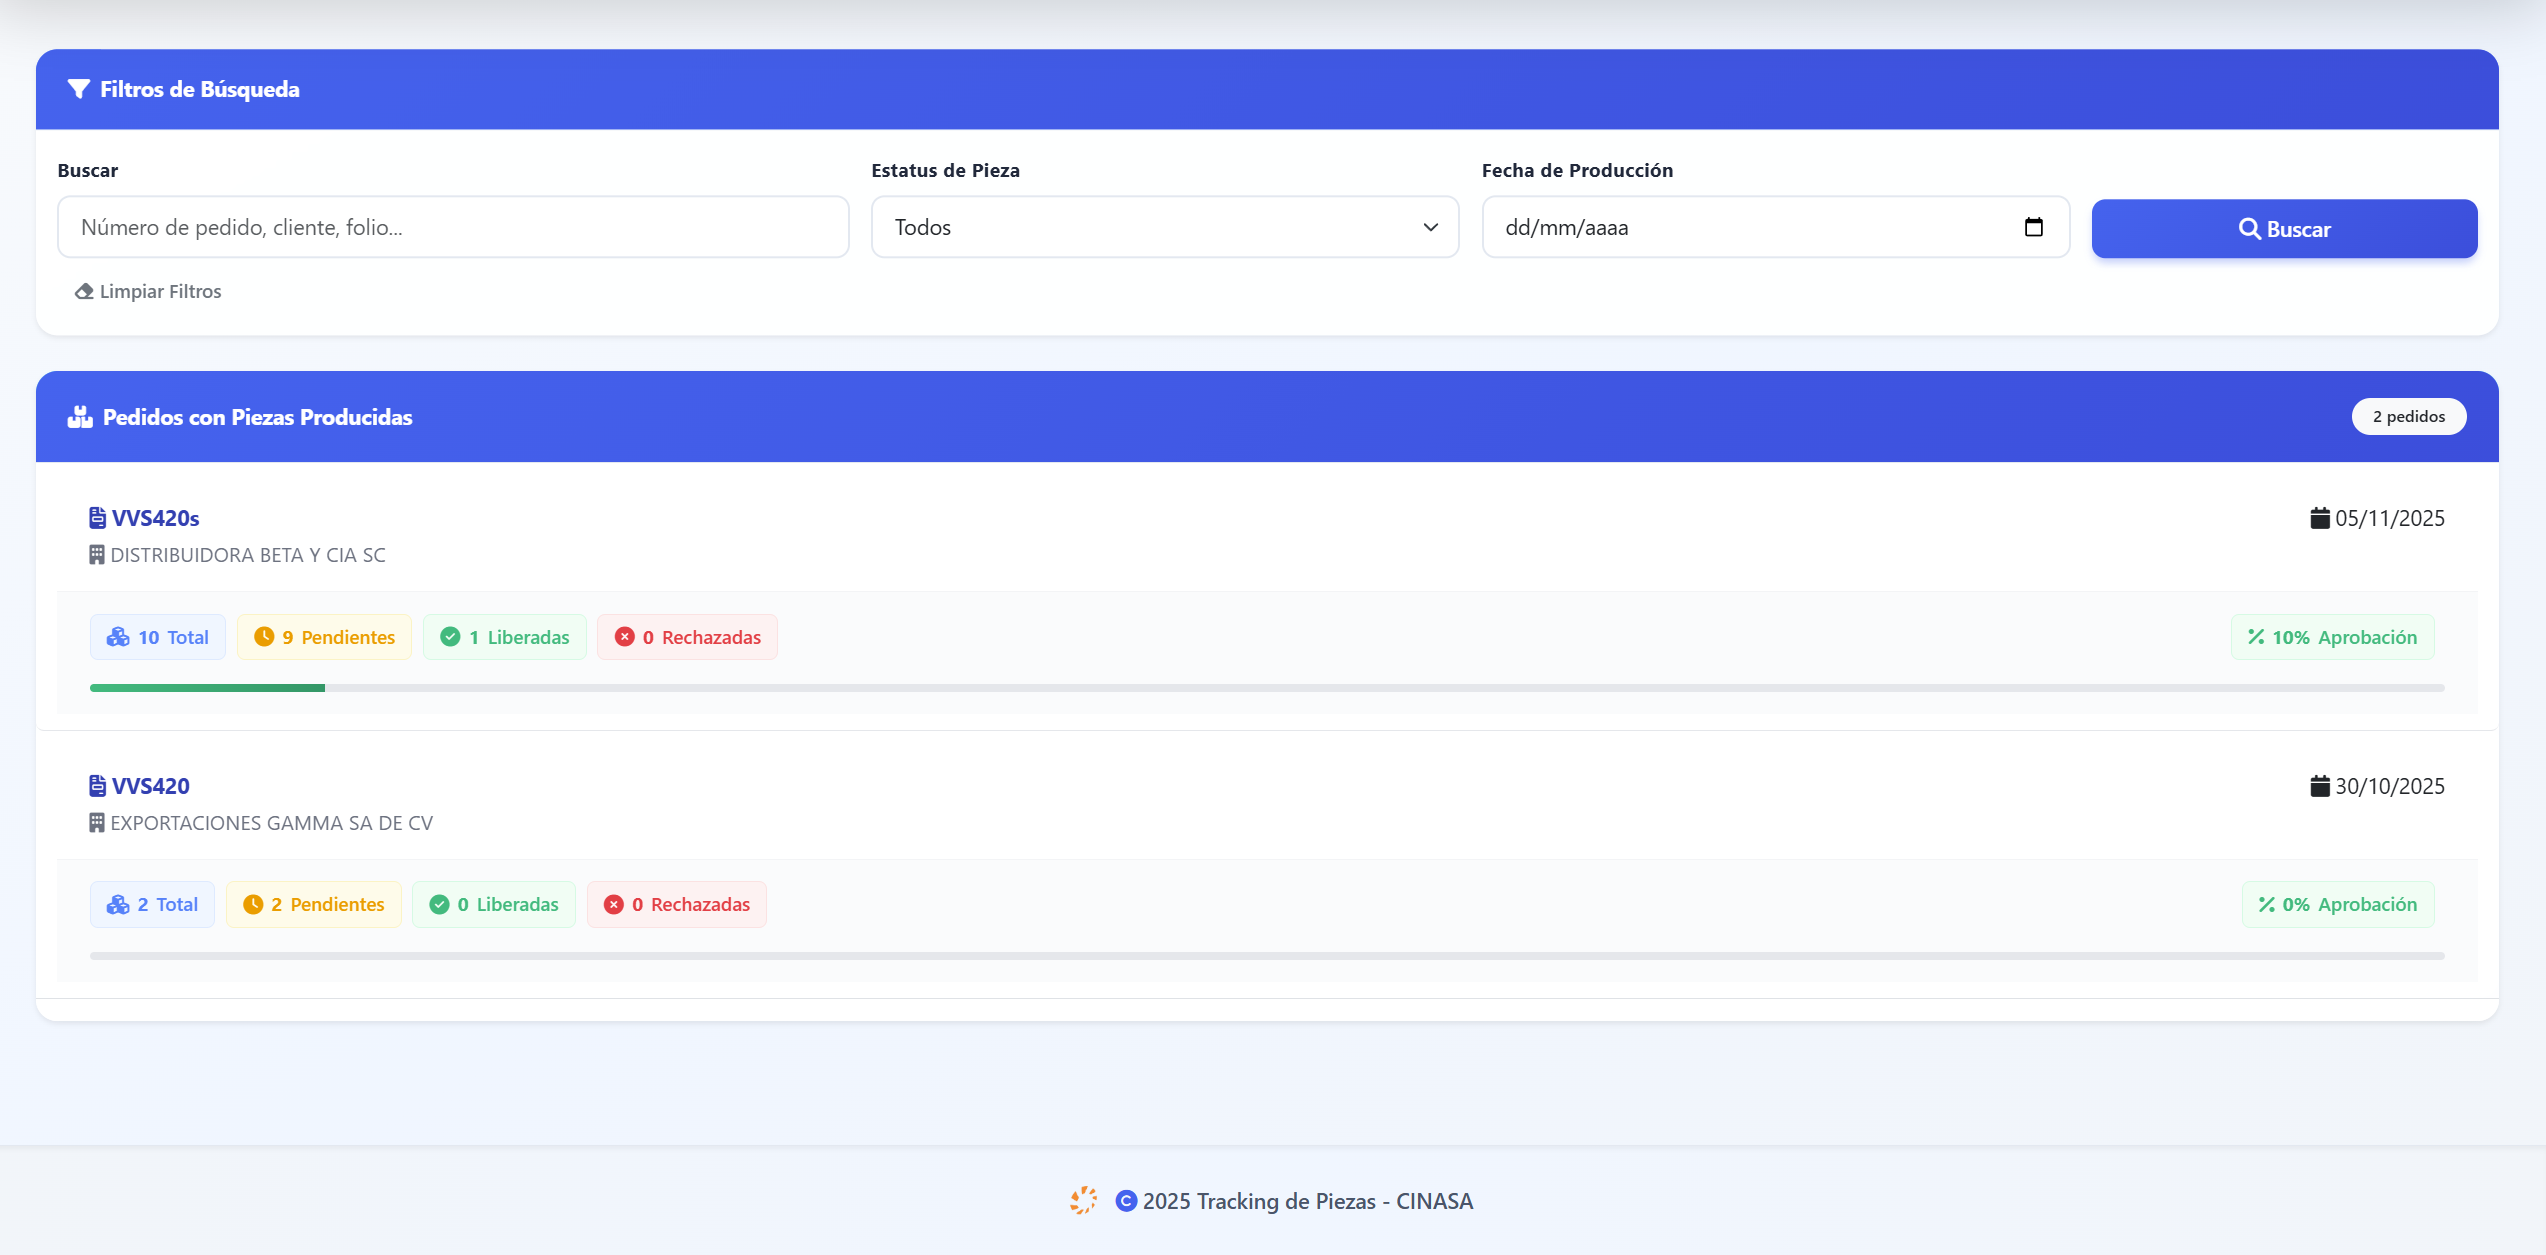 Filtros de Búsqueda
Buscar
Estatus de Pieza
Fecha de Producción
Número de pedido, cliente, folio...
Todos
dd/mm/aaaa
Buscar
Limpiar Filtros
Pedidos con Piezas Producidas
2 pedidos
VVS420s
05/11/2025
DISTRIBUIDORA BETA Y CIA SC
10 Total
9 Pendientes
1 Liberadas
0 Rechazadas
10% Aprobación
VVS420
30/10/2025
EXPORTACIONES GAMMA SA DE CV
2 Total
2 Pendientes
0 Liberadas
0 Rechazadas
0% Aprobación
© 2025 Tracking de Piezas - CINASA